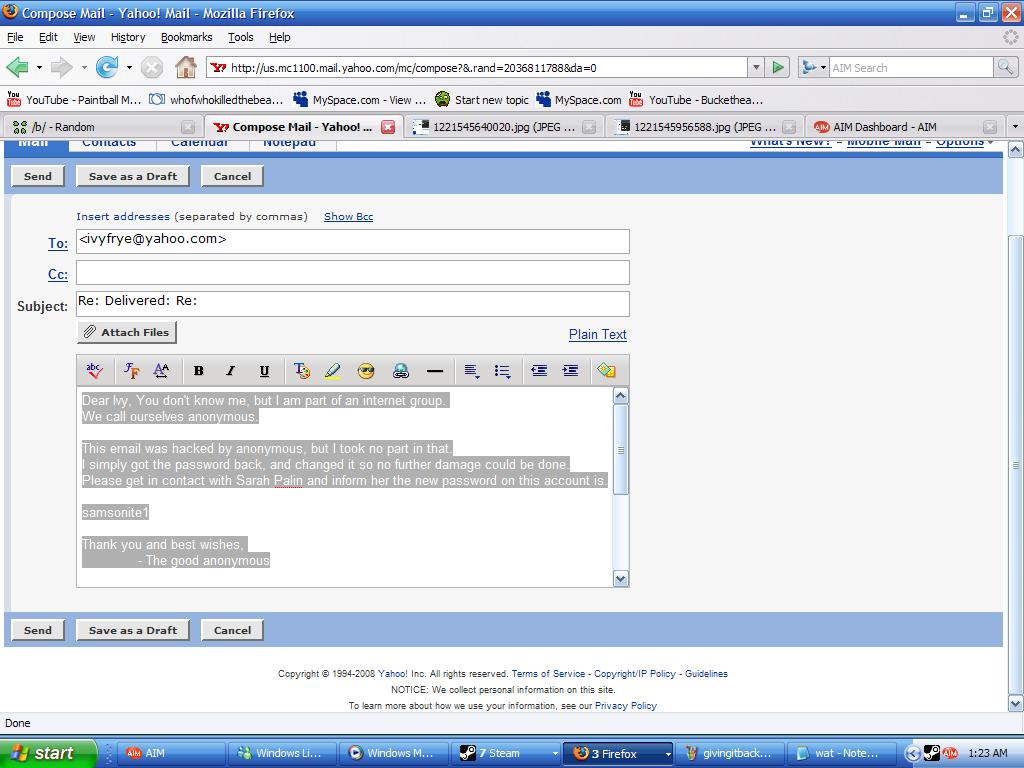 Compose Mail - Yahoo! Mail - Mozilla Firefox
File Edit View History Bookmarks Tools Help
http://us.mc1100.mail.yahoo.com/mc/compose?&.rand=2036811788&da=0 AIM Search
YouTube - Paintball M... whofwhokilledthebea... MySpace.com - View ... Start new topic MySpace.com YouTube - Buckethea...
/b/ - Random Compose Mail - Yahoo! ... 1221545640020.jpg (JPEG ... 1221545956588.jpg (JPEG ... AIM Dashboard - AIM
Mail Contacts Calendar Notepad What's New? - Mobile Mail - Options
Send Save as a Draft Cancel
Insert addresses (separated by commas) Show Bcc
To: <ivyfrye@yahoo.com>
Cc:
Subject: Re: Delivered: Re:
Attach Files Plain Text
abc B I U
Dear Ivy, You don't know me, but I am part of an internet group.
We call ourselves anonymous.
This email was hacked by anonymous, but I took no part in that.
I simply got the password back, and changed it so no further damage could be done.
Please get in contact with Sarah Palin and inform her the new password on this account is.
samsonite1
Thank you and best wishes,
- The good anonymous
Send Save as a Draft Cancel
Copyright © 1994-2008 Yahoo! Inc. All rights reserved. Terms of Service - Copyright/IP Policy - Guidelines
NOTICE: We collect personal information on this site.
To learn more about how we use your information, see our Privacy Policy
Done
start AIM Windows Li... Windows M... 7 Steam 3 Firefox givingitback... wat - Note... 1:23 AM